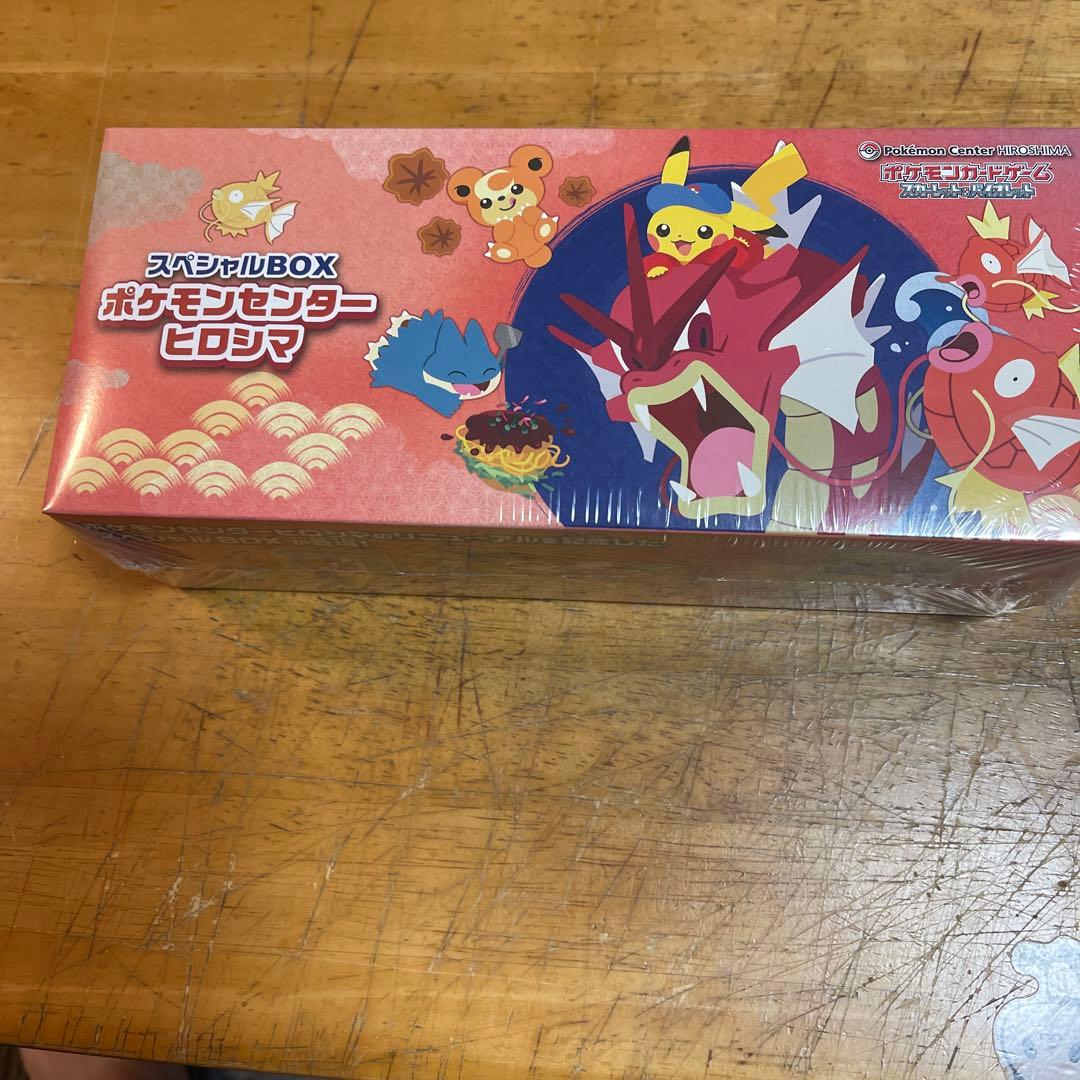 Pokémon Center HIROSHIMA
ポケモンカードゲーム
スカーレット&バイオレット
スペシャルBOX
ポケモンセンター
ヒロシマ